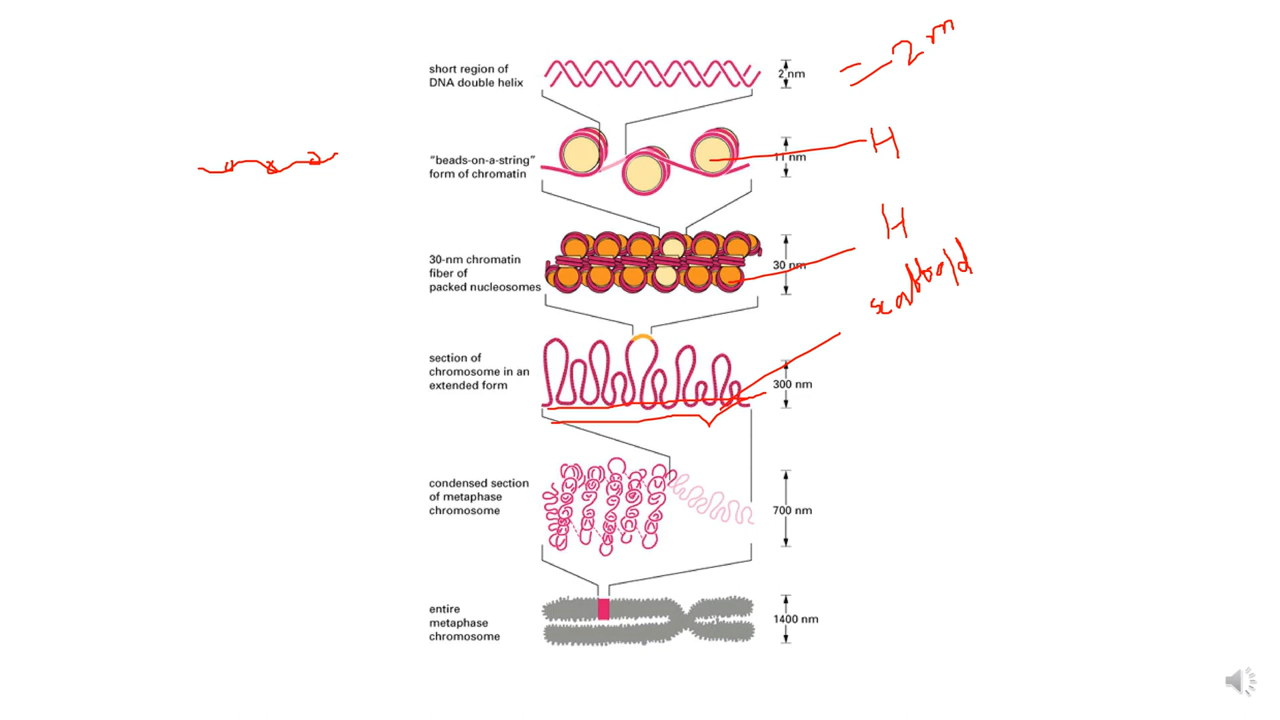 short region of
DNA double helix
2 nm
= 2 m
"beads-on-a-string"
form of chromatin
11 nm
H
30-nm chromatin
fiber of
packed nucleosomes
30 nm
H
scaffold
section of
chromosome in an
extended form
300 nm
condensed section
of metaphase
chromosome
700 nm
entire
metaphase
chromosome
1400 nm